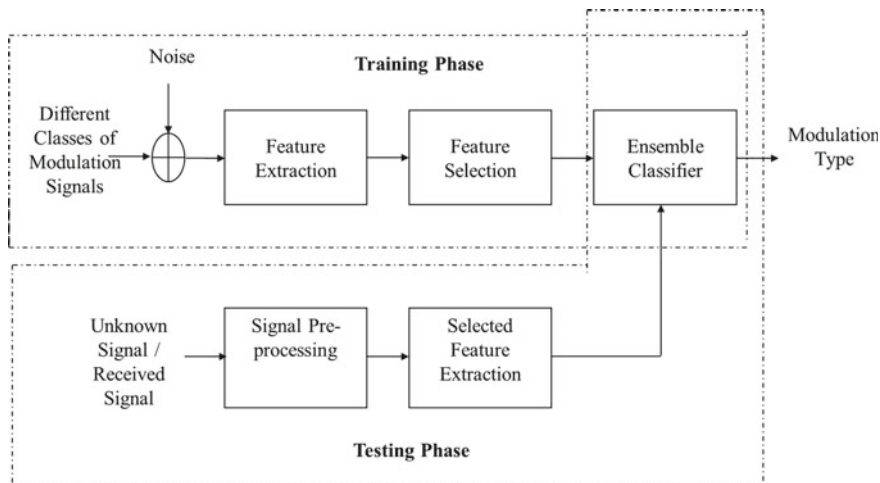 Noise
Training Phase
Different
Classes of
Modulation
Signals
Feature
Extraction
Feature
Selection
Ensemble
Classifier
Modulation
Type
Unknown
Signal /
Received
Signal
Signal Pre-
processing
Selected
Feature
Extraction
Testing Phase